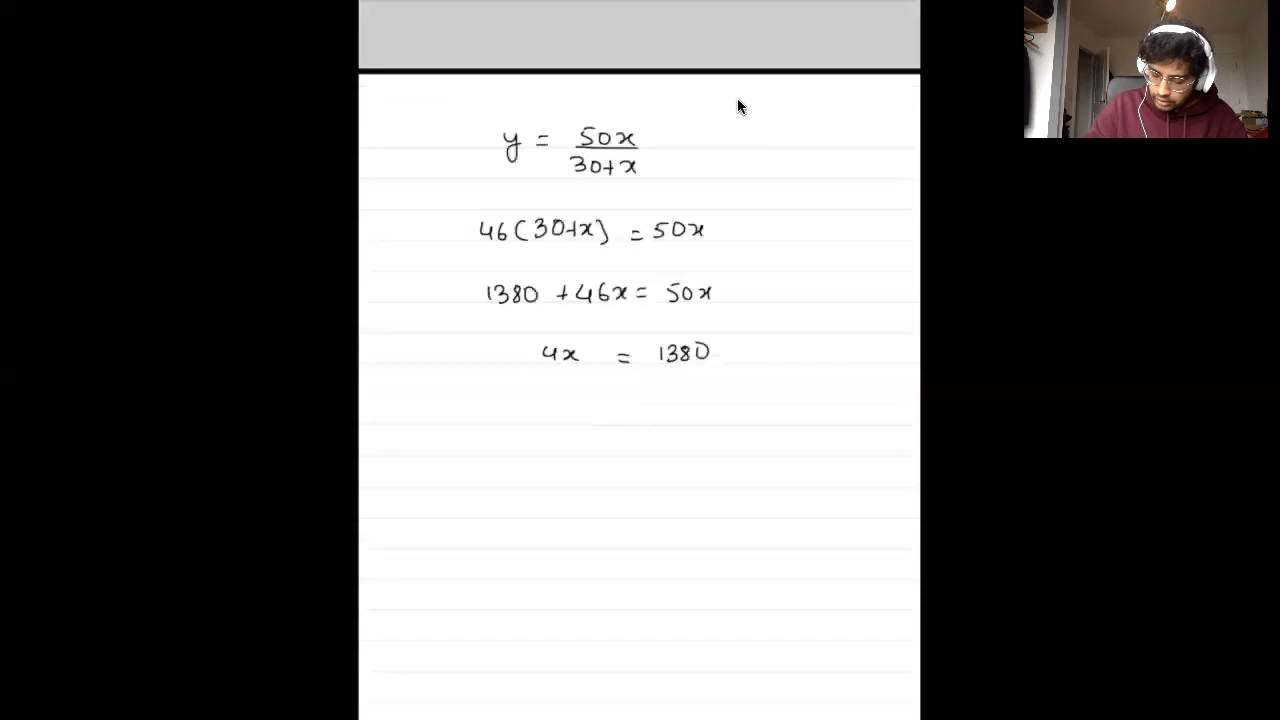 y = 50x / 30+x
46(30+x) = 50x
1380 + 46x = 50x
4x = 1380